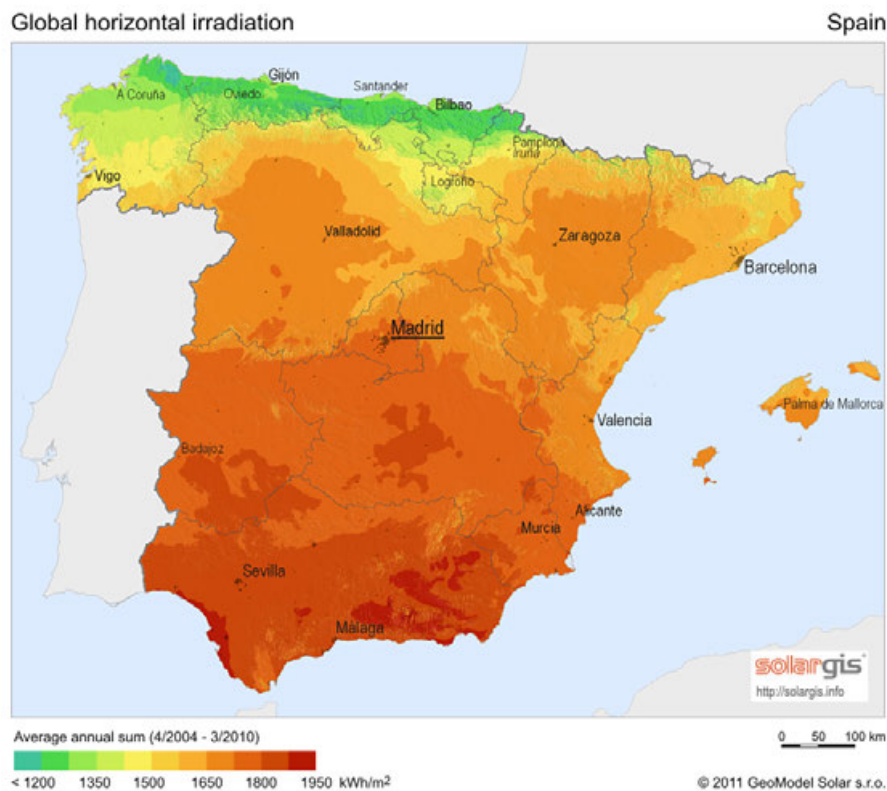 Global horizontal irradiation
Spain
Gijón
A Coruña
Oviedo
Santander
Bilbao
Pamplona
Iruña
Vigo
Logroño
Valladolid
Zaragoza
Barcelona
Madrid
Palma de Mallorca
Valencia
Badajoz
Alicante
Murcia
Sevilla
Málaga
solargis
http://solargis.info
Average annual sum (4/2004 - 3/2010)
0 50 100 km
< 1200 1350 1500 1650 1800 1950 kWh/m²
© 2011 GeoModel Solar s.r.o.